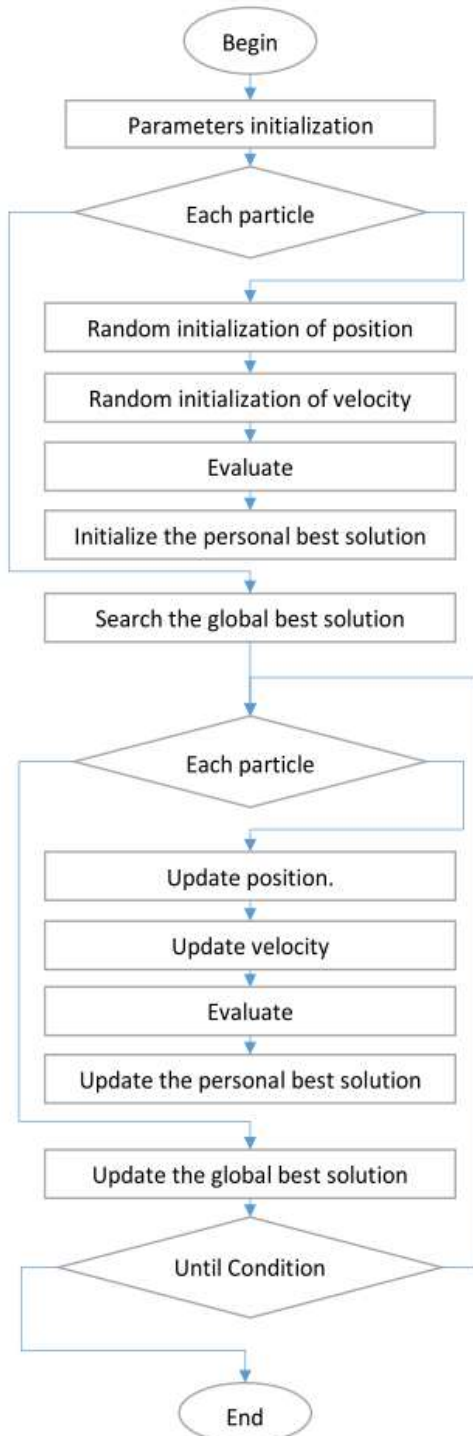 Begin
Parameters initialization
Each particle
Random initialization of position
Random initialization of velocity
Evaluate
Initialize the personal best solution
Search the global best solution
Each particle
Update position.
Update velocity
Evaluate
Update the personal best solution
Update the global best solution
Until Condition
End